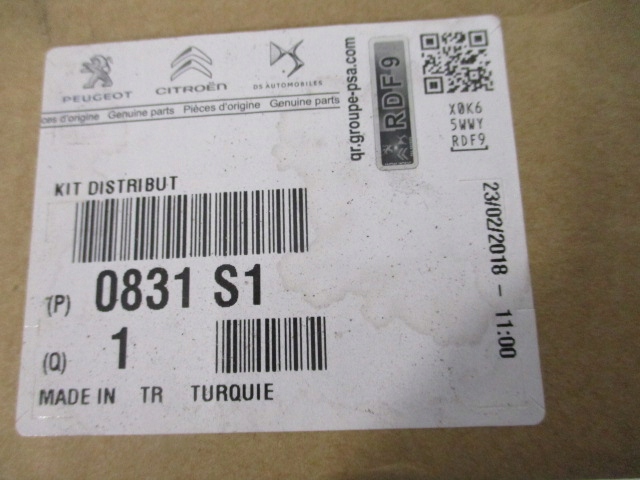 PEUGEOT
CITROËN
DS AUTOMOBILES
ces d'origine Genuine parts Pièces d'origine Genuine parts
qr.groupe-psa.com
RDF9
X0K6
5WWY
RDF9
KIT DISTRIBUT
(P) 0831 S1
(Q) 1
MADE IN TR TURQUIE
23/02/2018 - 11:00